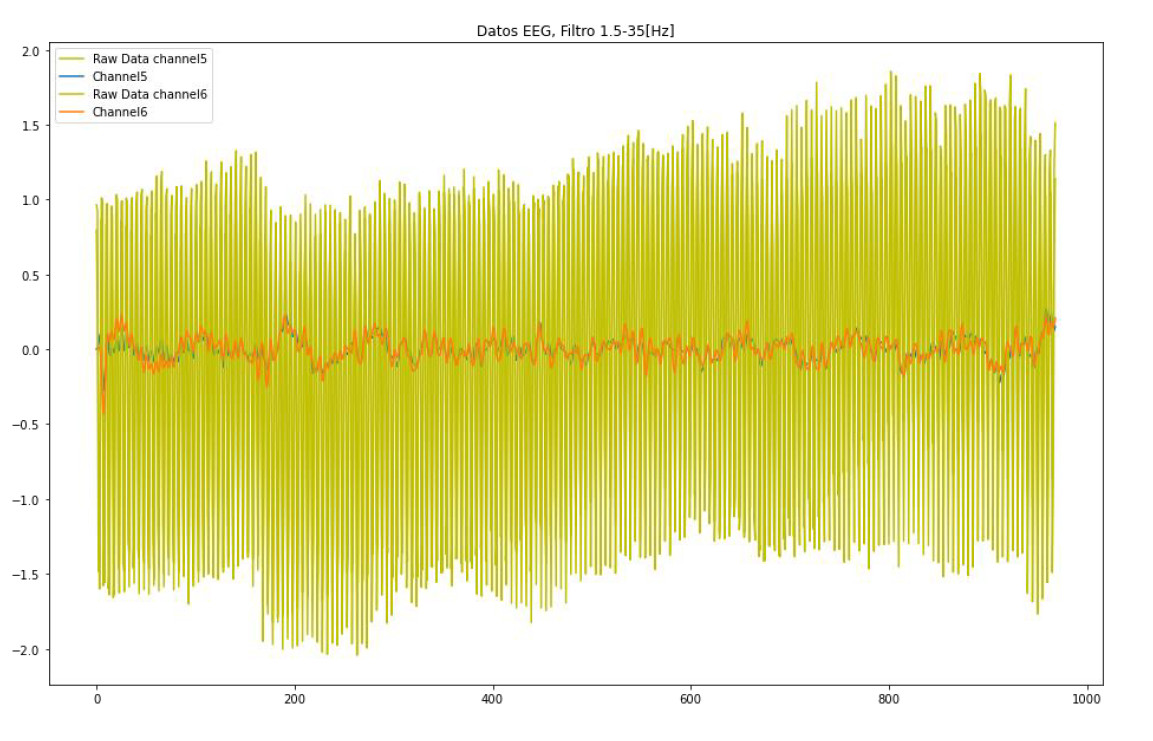 Datos EEG, Filtro 1.5-35[Hz]
2.0
Raw Data channel5
Channel5
Raw Data channel6
Channel6
1.5
1.0
0.5
0.0
−0.5
−1.0
−1.5
−2.0
0 200 400 600 800 1000